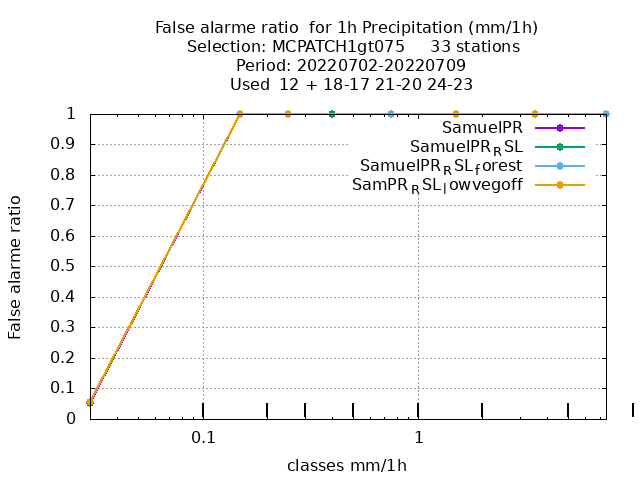 False alarme ratio for 1h Precipitation (mm/1h)
Selection: MCPATCH1gt075 33 stations
Period: 20220702-20220709
Used 12 + 18-17 21-20 24-23
SamuelPR
SamuelPR_RSL
SamuelPR_RSL_forest
SamPR_RSL_lowvegoff
1
0.9
0.8
0.7
0.6
0.5
0.4
0.3
0.2
0.1
0
False alarme ratio
0.1 1
classes mm/1h